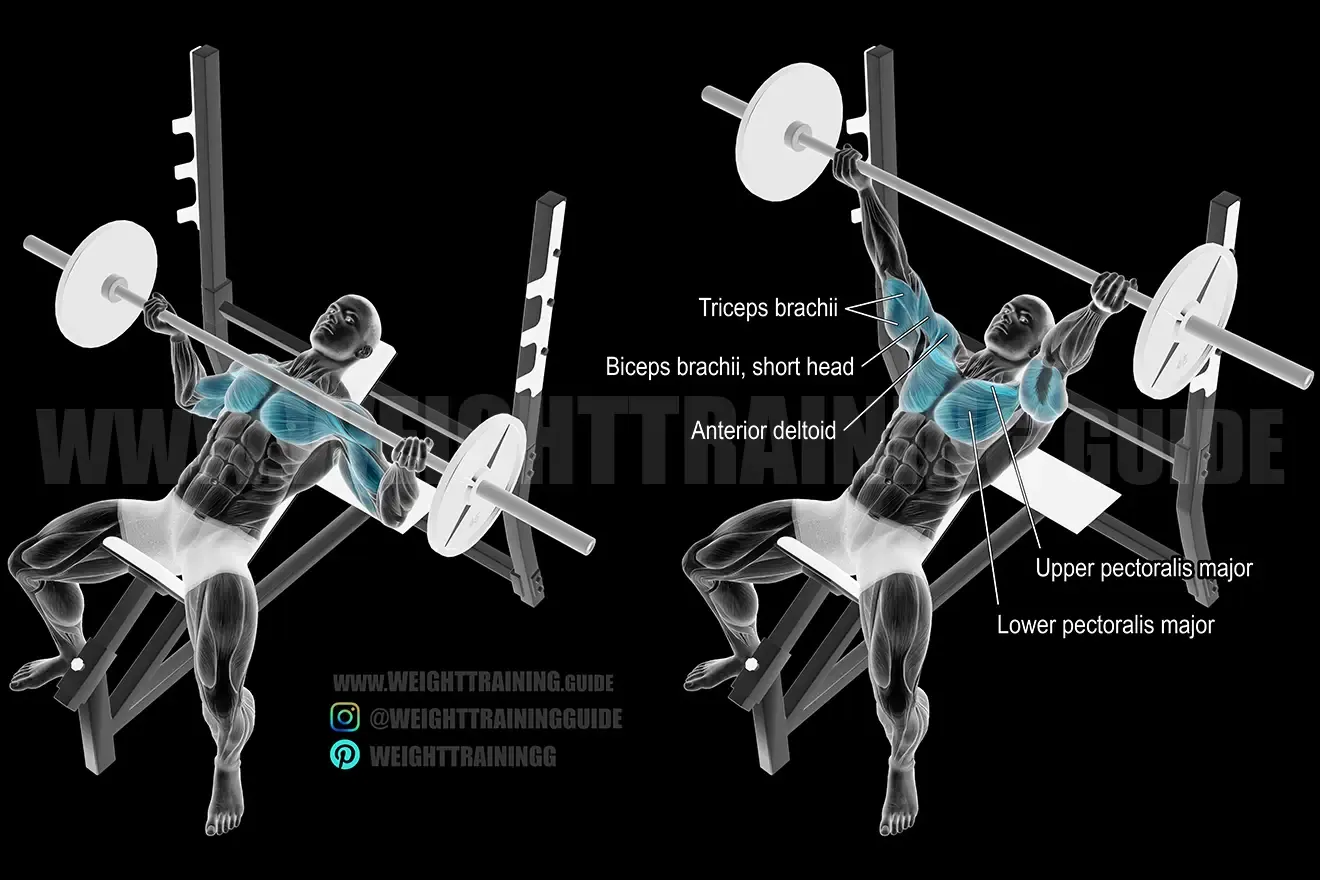 Triceps brachii
Biceps brachii, short head
Anterior deltoid
WWW.WEIGHTTRAINING.GUIDE
Upper pectoralis major
Lower pectoralis major
WWW.WEIGHTTRAINING.GUIDE
@WEIGHTTRAININGGUIDE
WEIGHTTRAININGG